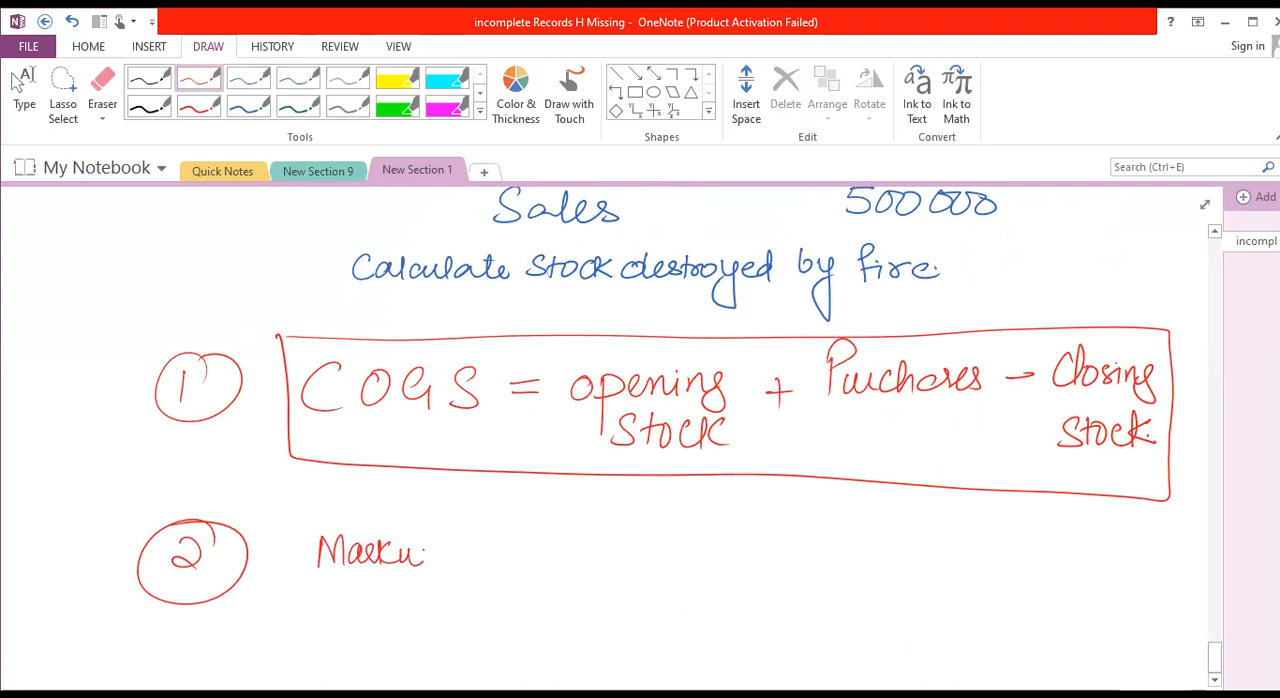 incomplete Records H Missing - OneNote (Product Activation Failed)
?
FILE HOME INSERT DRAW HISTORY REVIEW VIEW
Sign in
Type
Lasso Select
Eraser
Color & Thickness
Draw with Touch
Insert Space
Delete
Arrange
Rotate
Ink to Text
Ink to Math
Tools
Shapes
Edit
Convert
My Notebook
Quick Notes
New Section 9
New Section 1
Search (Ctrl+E)
Add
incompl
Sales 500000
Calculate Stock destroyed by fire.
1 COGS = opening Stock + Purchases - Closing Stock.
2 Marku